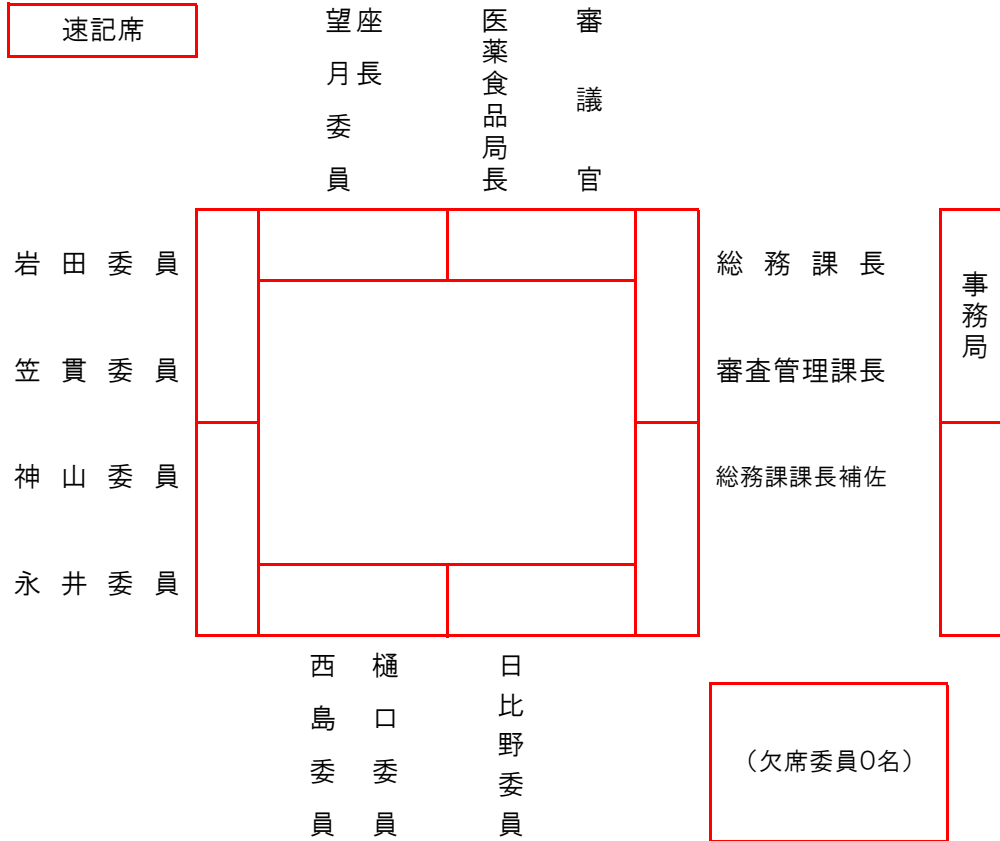 速記席
座長
望月委員
医薬食品局長
審議官
岩田委員
笠貫委員
神山委員
永井委員
総務課長
審査管理課長
総務課課長補佐
事務局
西島委員
樋口委員
日比野委員
（欠席委員0名）